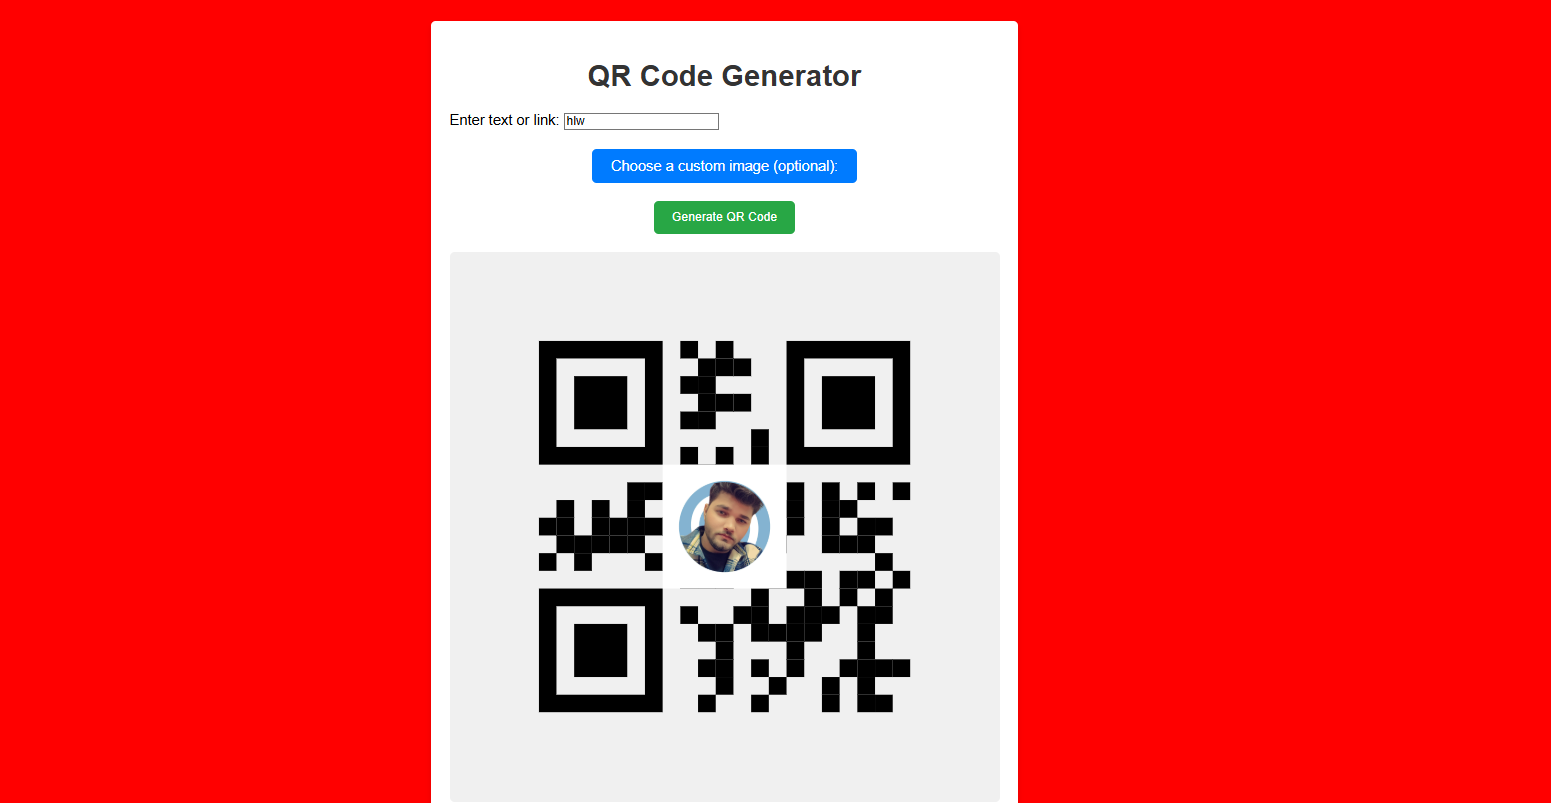 QR Code Generator
Enter text or link: hlw
Choose a custom image (optional):
Generate QR Code